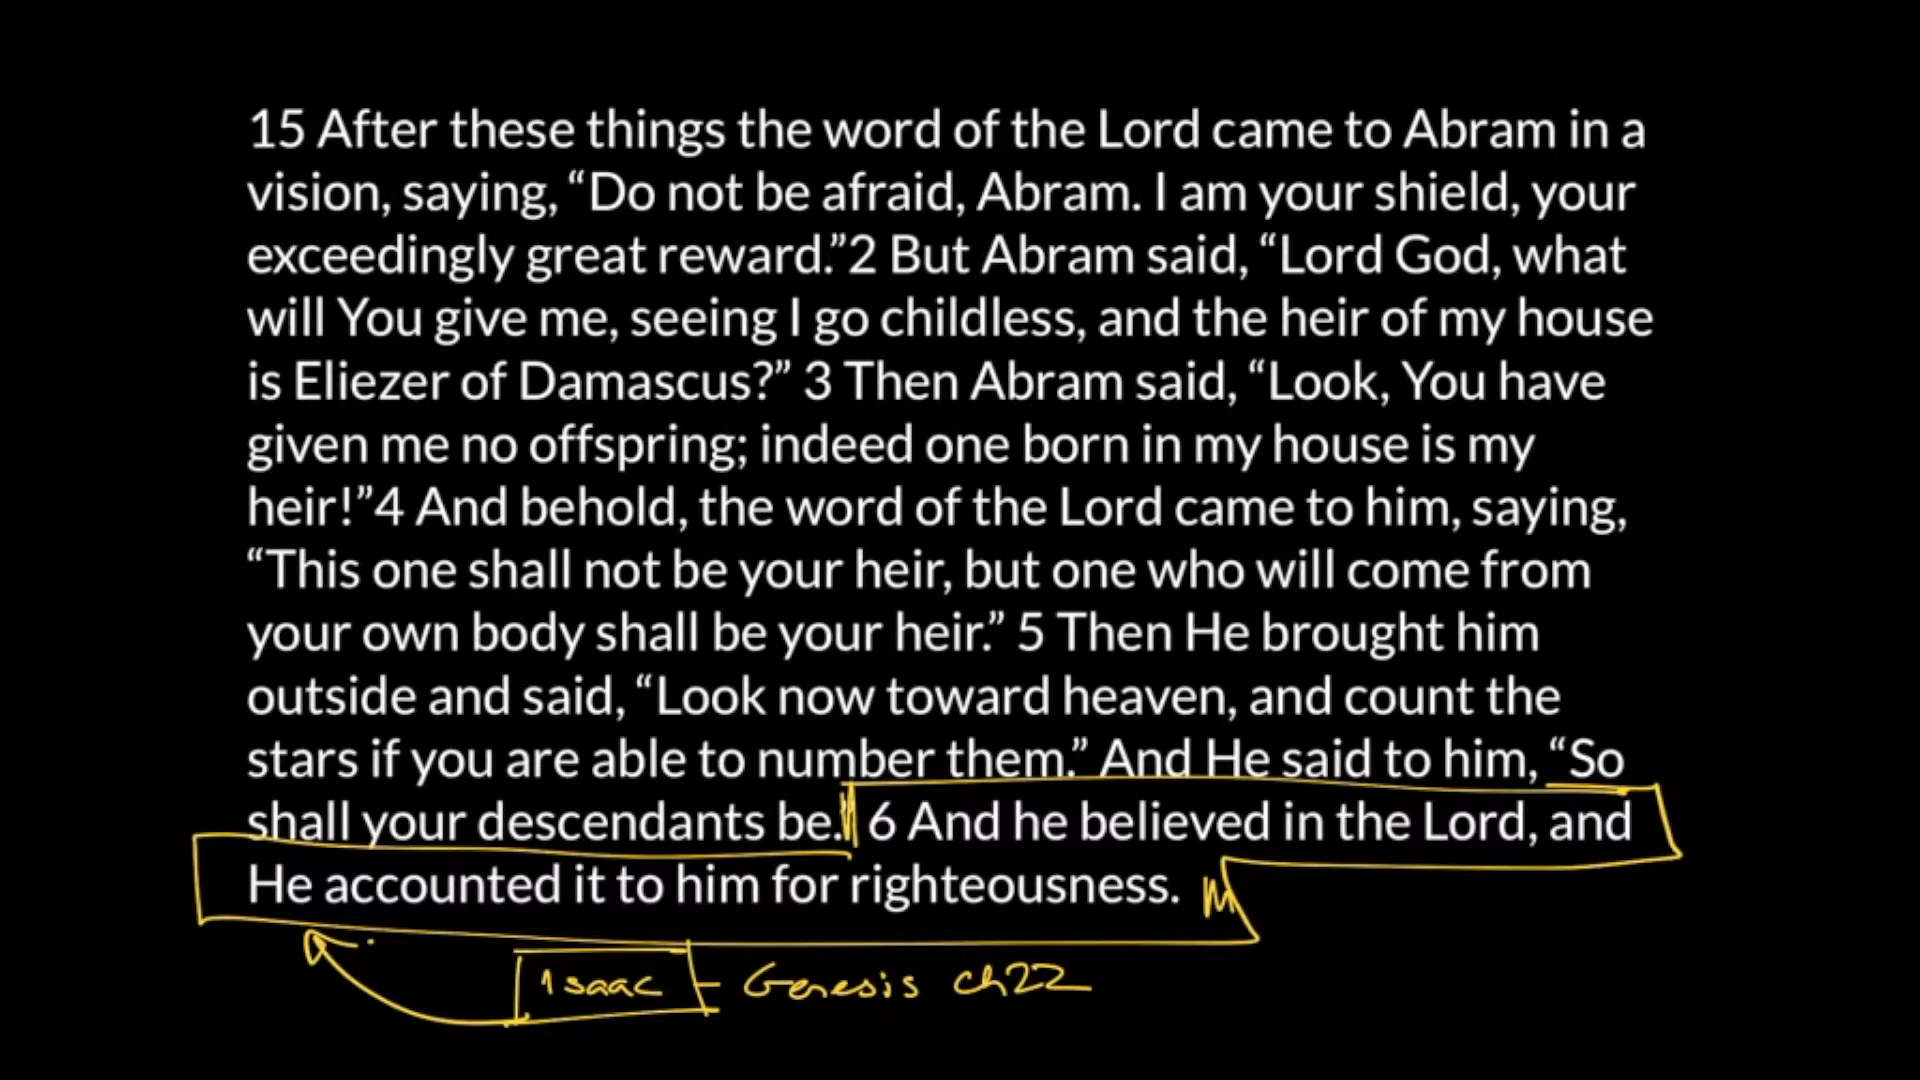 15 After these things the word of the Lord came to Abram in a
vision, saying, “Do not be afraid, Abram. I am your shield, your
exceedingly great reward.”2 But Abram said, “Lord God, what
will You give me, seeing I go childless, and the heir of my house
is Eliezer of Damascus?” 3 Then Abram said, “Look, You have
given me no offspring; indeed one born in my house is my
heir!”4 And behold, the word of the Lord came to him, saying,
“This one shall not be your heir, but one who will come from
your own body shall be your heir.” 5 Then He brought him
outside and said, “Look now toward heaven, and count the
stars if you are able to number them.” And He said to him, “So
shall your descendants be. 6 And he believed in the Lord, and
He accounted it to him for righteousness.
Isaac - Genesis ch22